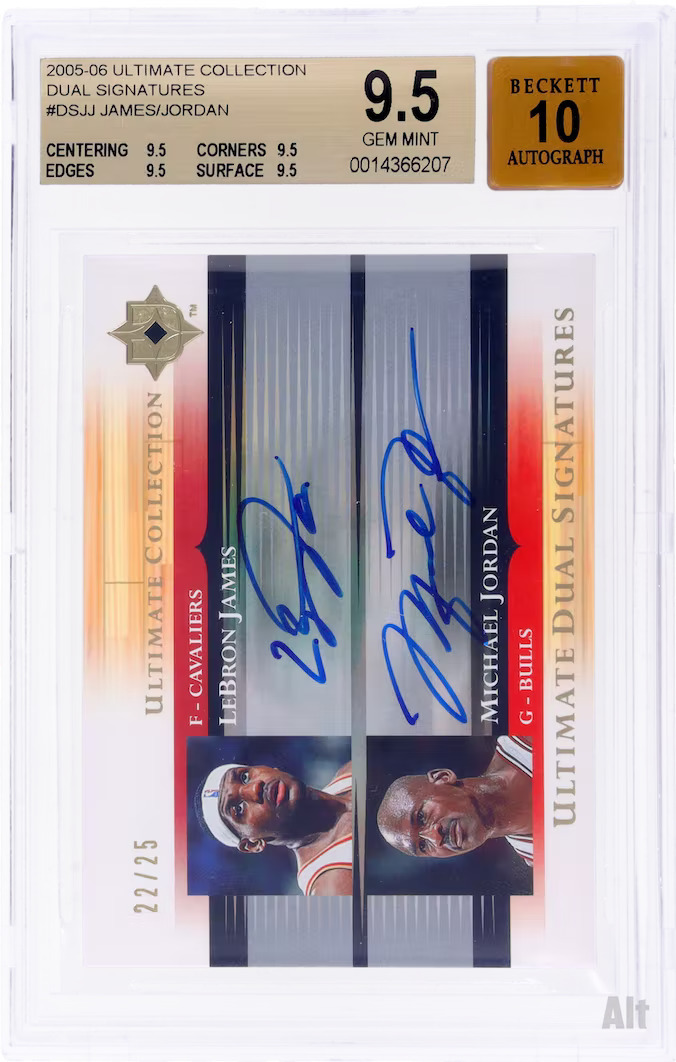 2005-06 ULTIMATE COLLECTION
DUAL SIGNATURES
#DSJJ JAMES/JORDAN
CENTERING 9.5 CORNERS 9.5
EDGES 9.5 SURFACE 9.5
9.5
GEM MINT
0014366207
BECKETT
10
AUTOGRAPH
TM
ULTIMATE COLLECTION
22/25
F - CAVALIERS
LEBRON JAMES
MICHAEL JORDAN
G - BULLS
ULTIMATE DUAL SIGNATURES
Alt